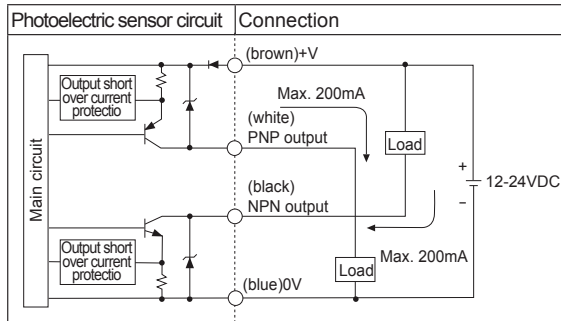 Photoelectric sensor circuit
Connection
(brown)+V
Output short
over current
protectio
Max. 200mA
(white)
PNP output
Load
Main circuit
+
12-24VDC
−
(black)
NPN output
Output short
over current
protectio
Max. 200mA
Load
(blue)0V